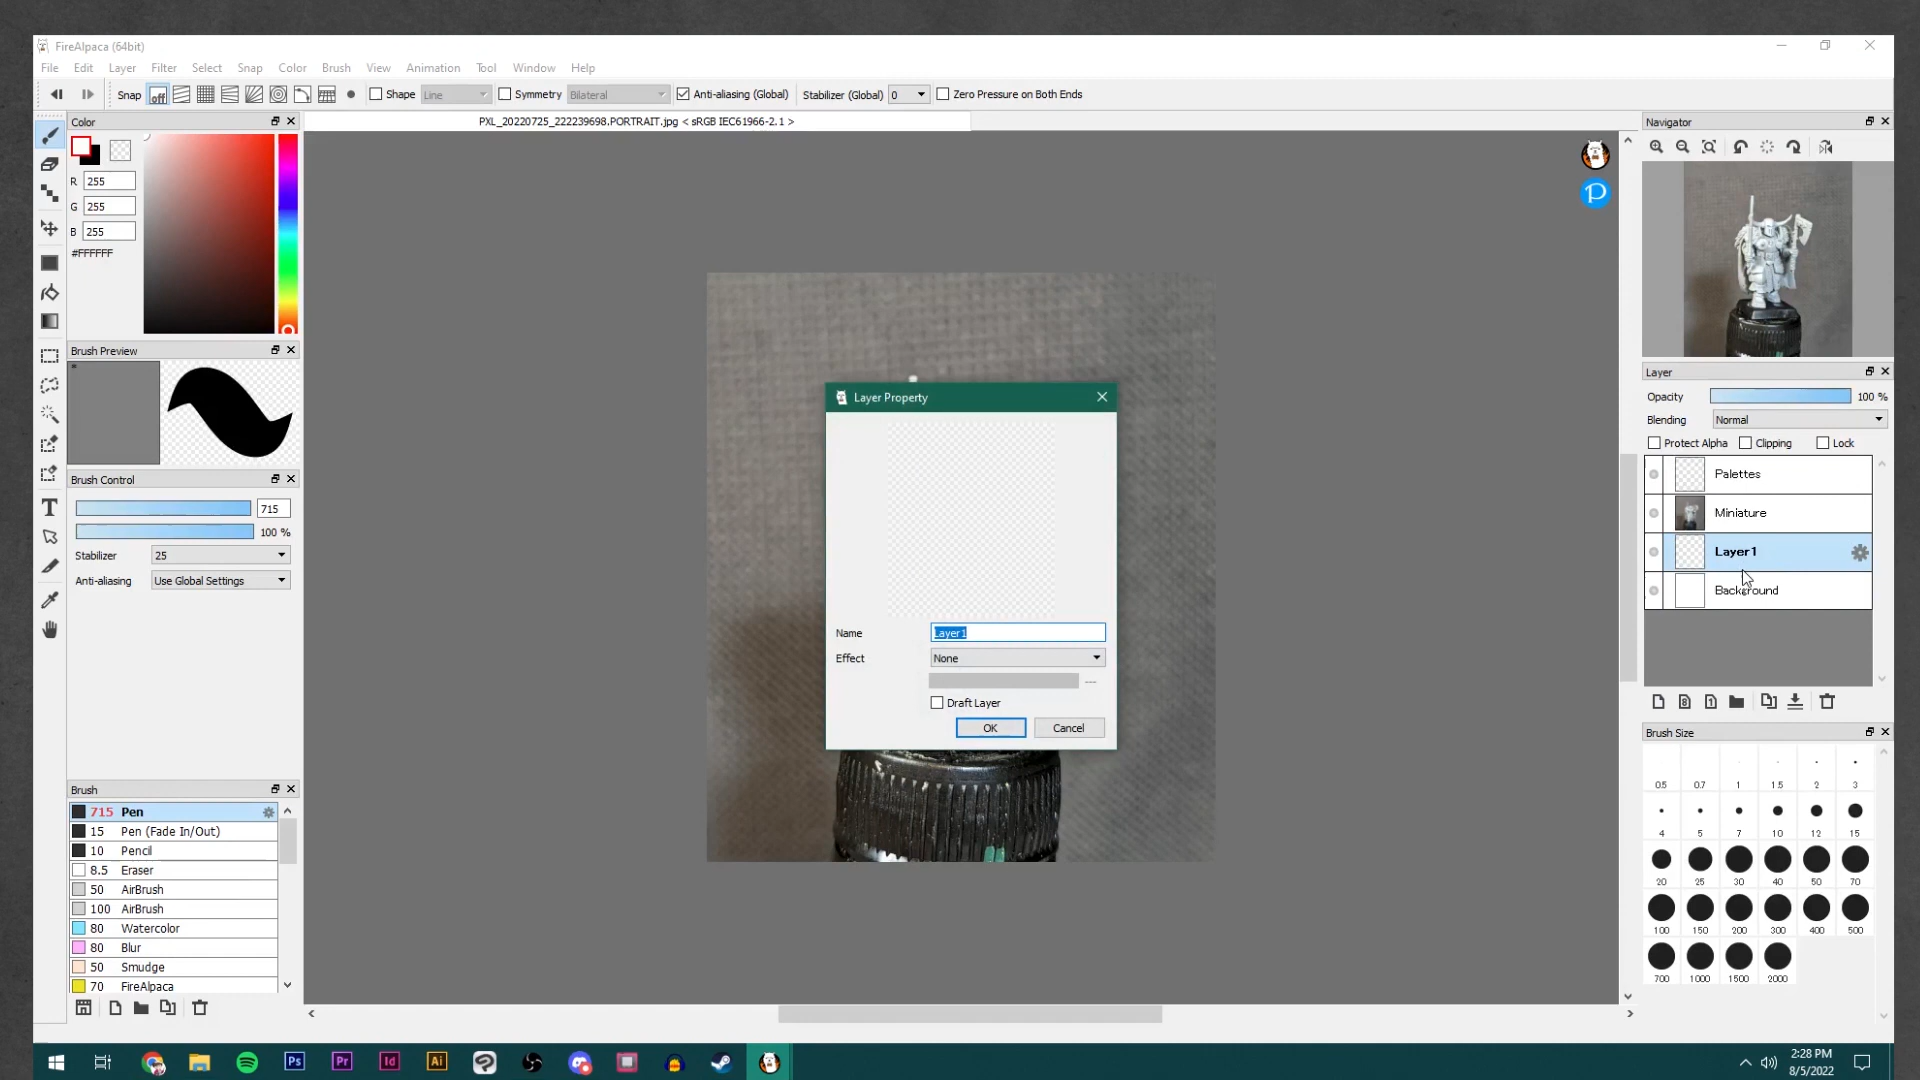 FireAlpaca (64bit)
File Edit Layer Filter Select Snap Color Brush View Animation Tool Window Help
Snap off Shape Line Symmetry Bilateral Anti-aliasing (Global) Stabilizer (Global) 0 Zero Pressure on Both Ends
Color
PXL_20220725_222239698.PORTRAIT.jpg < sRGB IEC61966-2.1 >
R 255
G 255
B 255
#FFFFFF
Brush Preview
Brush Control
715
100 %
Stabilizer 25
Anti-aliasing Use Global Settings
Brush
715 Pen
15 Pen (Fade In/Out)
10 Pencil
8.5 Eraser
50 AirBrush
100 AirBrush
80 Watercolor
80 Blur
50 Smudge
70 FireAlpaca
P
Layer Property
Name Layer1
Effect None
---
Draft Layer
OK Cancel
Navigator
Layer
Opacity 100 %
Blending Normal
Protect Alpha Clipping Lock
Palettes
Miniature
Layer1
Background
8 1
Brush Size
0.5 0.7 1 1.5 2 3
4 5 7 10 12 15
20 25 30 40 50 70
100 150 200 300 400 500
700 1000 1500 2000
Ps Pr Id Ai
2:28 PM
8/5/2022